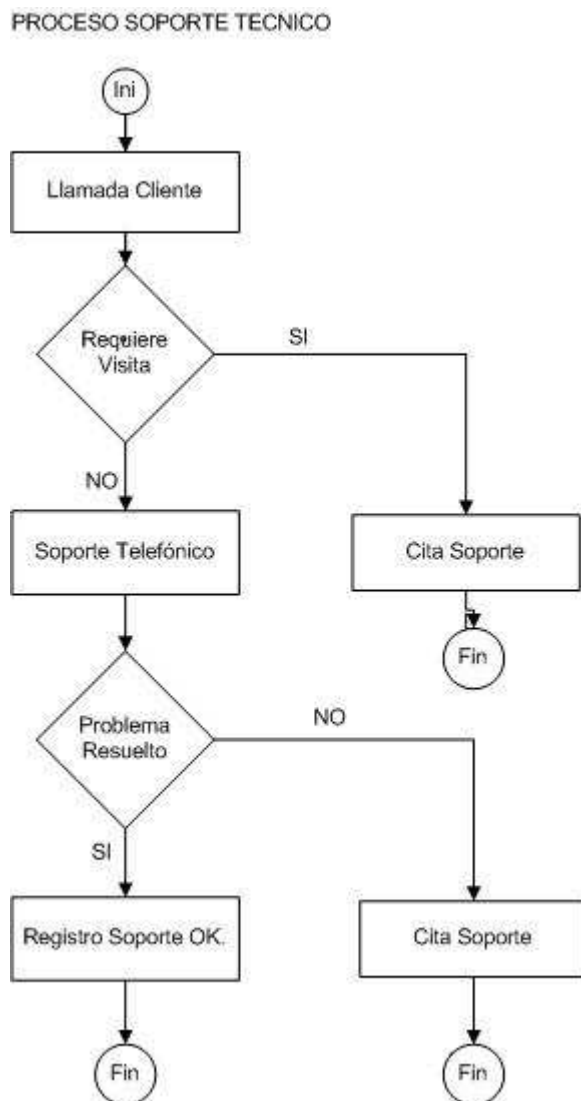 PROCESO SOPORTE TECNICO
Ini
Llamada Cliente
Requiere
Visita
SI
NO
Soporte Telefónico
Cita Soporte
Fin
Problema
Resuelto
NO
SI
Registro Soporte OK.
Cita Soporte
Fin
Fin